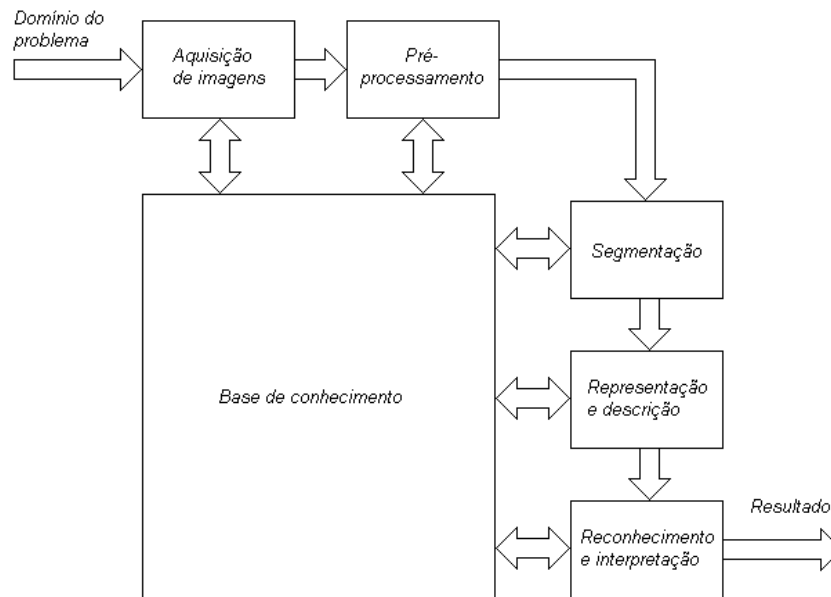 Domínio do
problema
Aquisição
de imagens
Pré-
processamento
Segmentação
Base de conhecimento
Representação
e descrição
Resultado
Reconhecimento
e interpretação